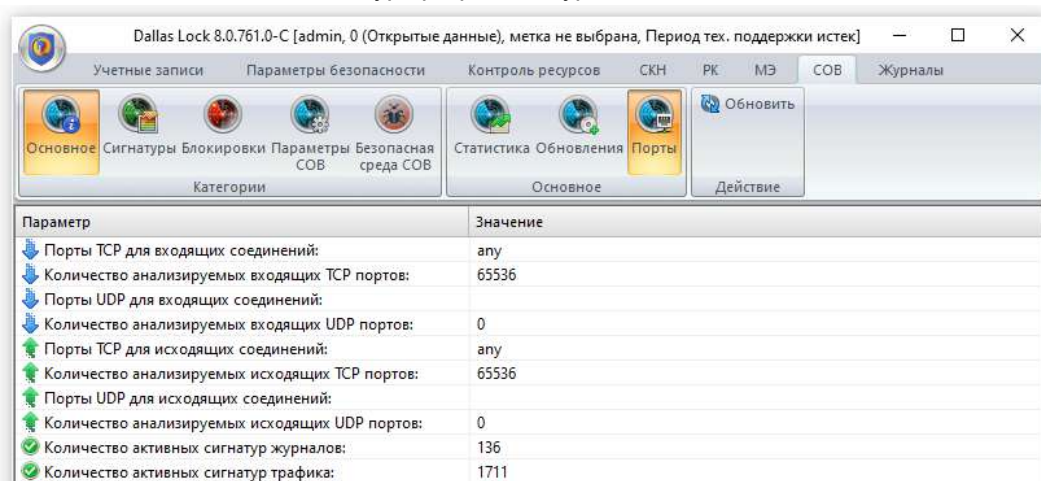 Dallas Lock 8.0.761.0-C [admin, 0 (Открытые данные), метка не выбрана, Период тех. поддержки истек]
Учетные записи Параметры безопасности Контроль ресурсов СКН РК МЭ СОВ Журналы
Основное Сигнатуры Блокировки Параметры СОВ Безопасная среда СОВ Статистика Обновления Порты Обновить
Категории Основное Действие
Параметр Значение
Порты TCP для входящих соединений: any
Количество анализируемых входящих TCP портов: 65536
Порты UDP для входящих соединений:
Количество анализируемых входящих UDP портов: 0
Порты TCP для исходящих соединений: any
Количество анализируемых исходящих TCP портов: 65536
Порты UDP для исходящих соединений:
Количество анализируемых исходящих UDP портов: 0
Количество активных сигнатур журналов: 136
Количество активных сигнатур трафика: 1711